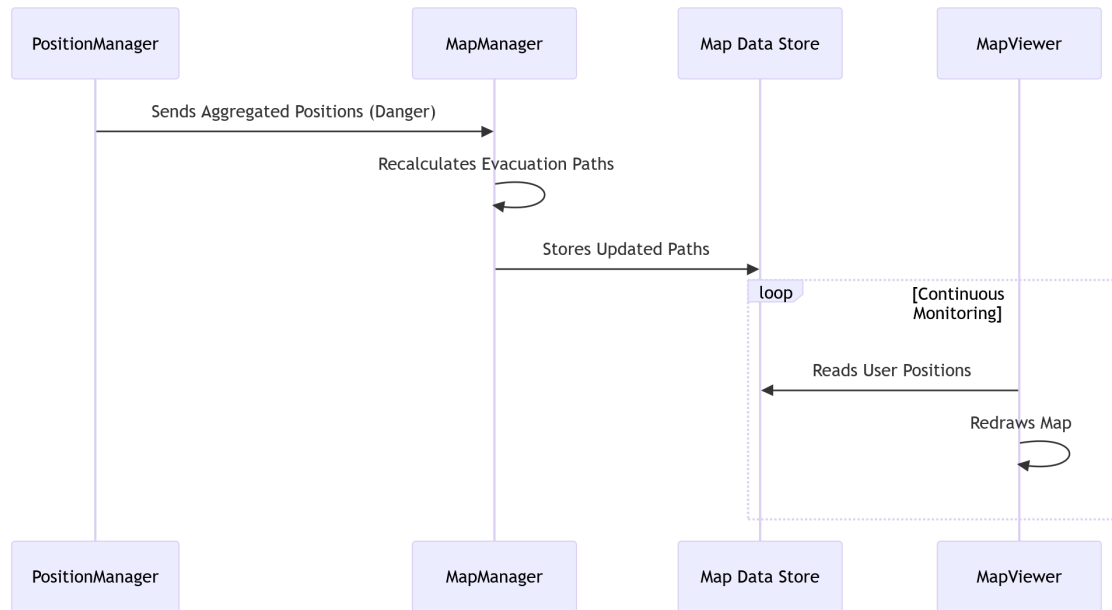 PositionManager
MapManager
Map Data Store
MapViewer
Sends Aggregated Positions (Danger)
Recalculates Evacuation Paths
Stores Updated Paths
loop
[Continuous
Monitoring]
Reads User Positions
Redraws Map
PositionManager
MapManager
Map Data Store
MapViewer